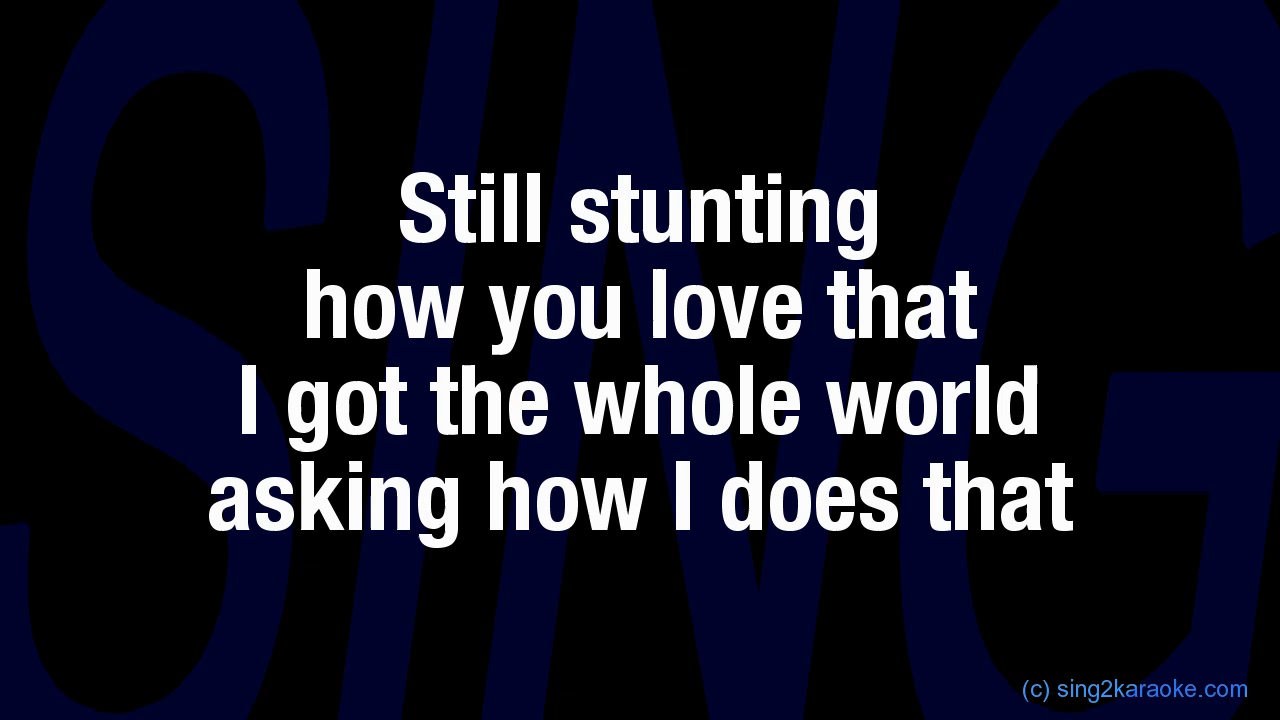 SING
Still stunting
how you love that
I got the whole world
asking how I does that
(c) sing2karaoke.com